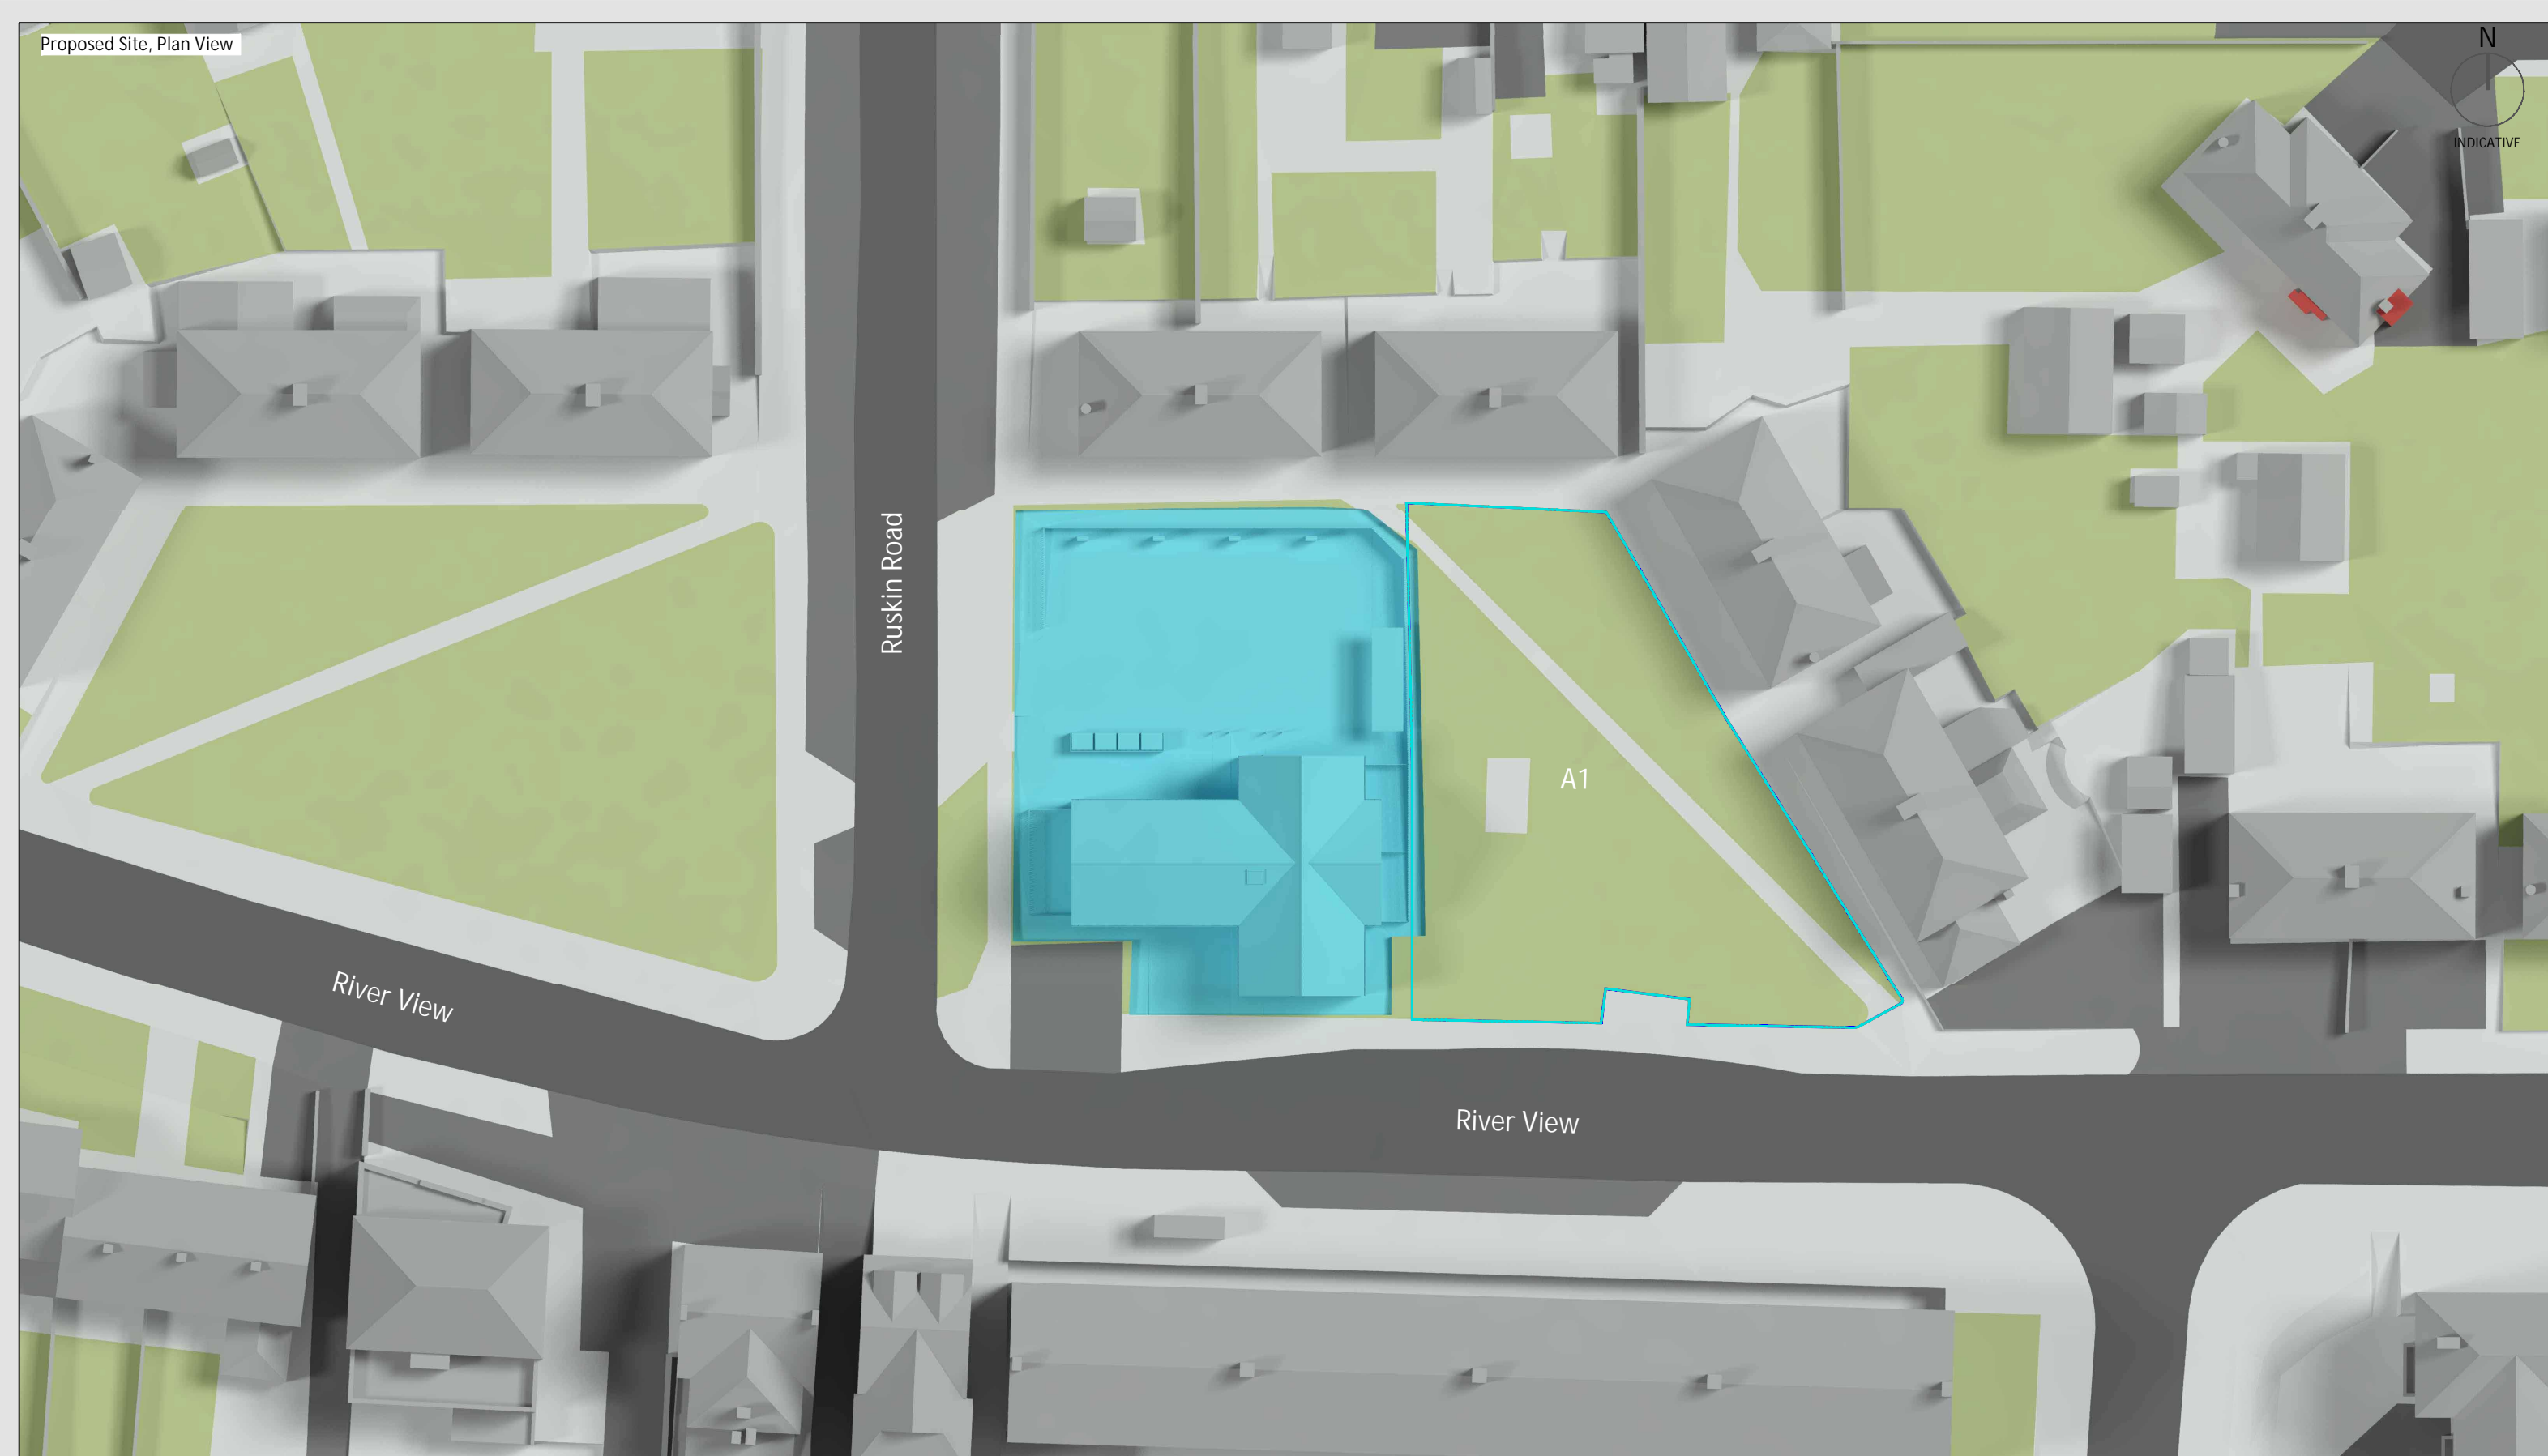 Proposed Site, Plan View
N
INDICATIVE
Ruskin Road
A1
River View
River View